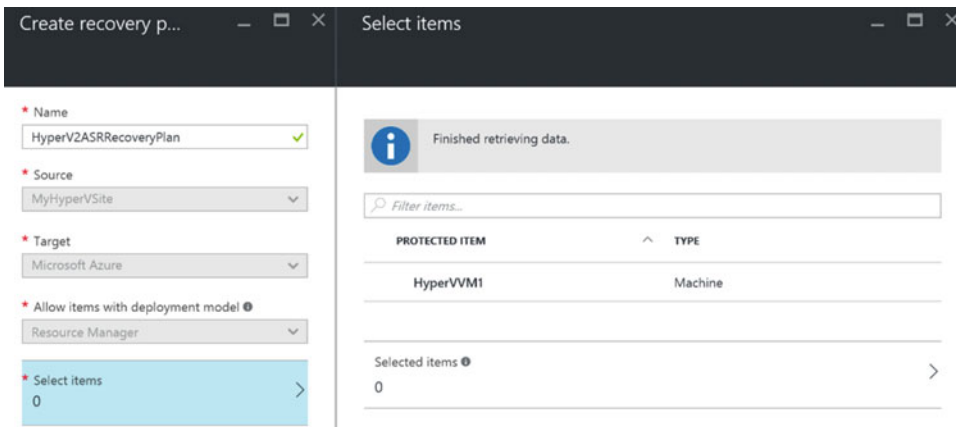 Create recovery p...
* Name
HyperV2ASRRecoveryPlan
* Source
MyHyperVSite
* Target
Microsoft Azure
* Allow items with deployment model
Resource Manager
* Select items
0
Select items
Finished retrieving data.
Filter items...
PROTECTED ITEM TYPE
HyperVVM1 Machine
Selected items
0